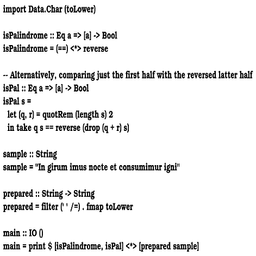 import Data.Char (toLower)
isPalindrome :: Eq a => [a] -> Bool
isPalindrome = (==) <*> reverse
-- Alternatively, comparing just the first half with the reversed latter half
isPal :: Eq a => [a] -> Bool
isPal s =
let (q, r) = quotRem (length s) 2
in take q s == reverse (drop (q + r) s)
sample :: String
sample = "In girum imus nocte et consumimur igni"
prepared :: String -> String
prepared = filter (' ' /=) . fmap toLower
main :: IO ()
main = print $ [isPalindrome, isPal] <*> [prepared sample]